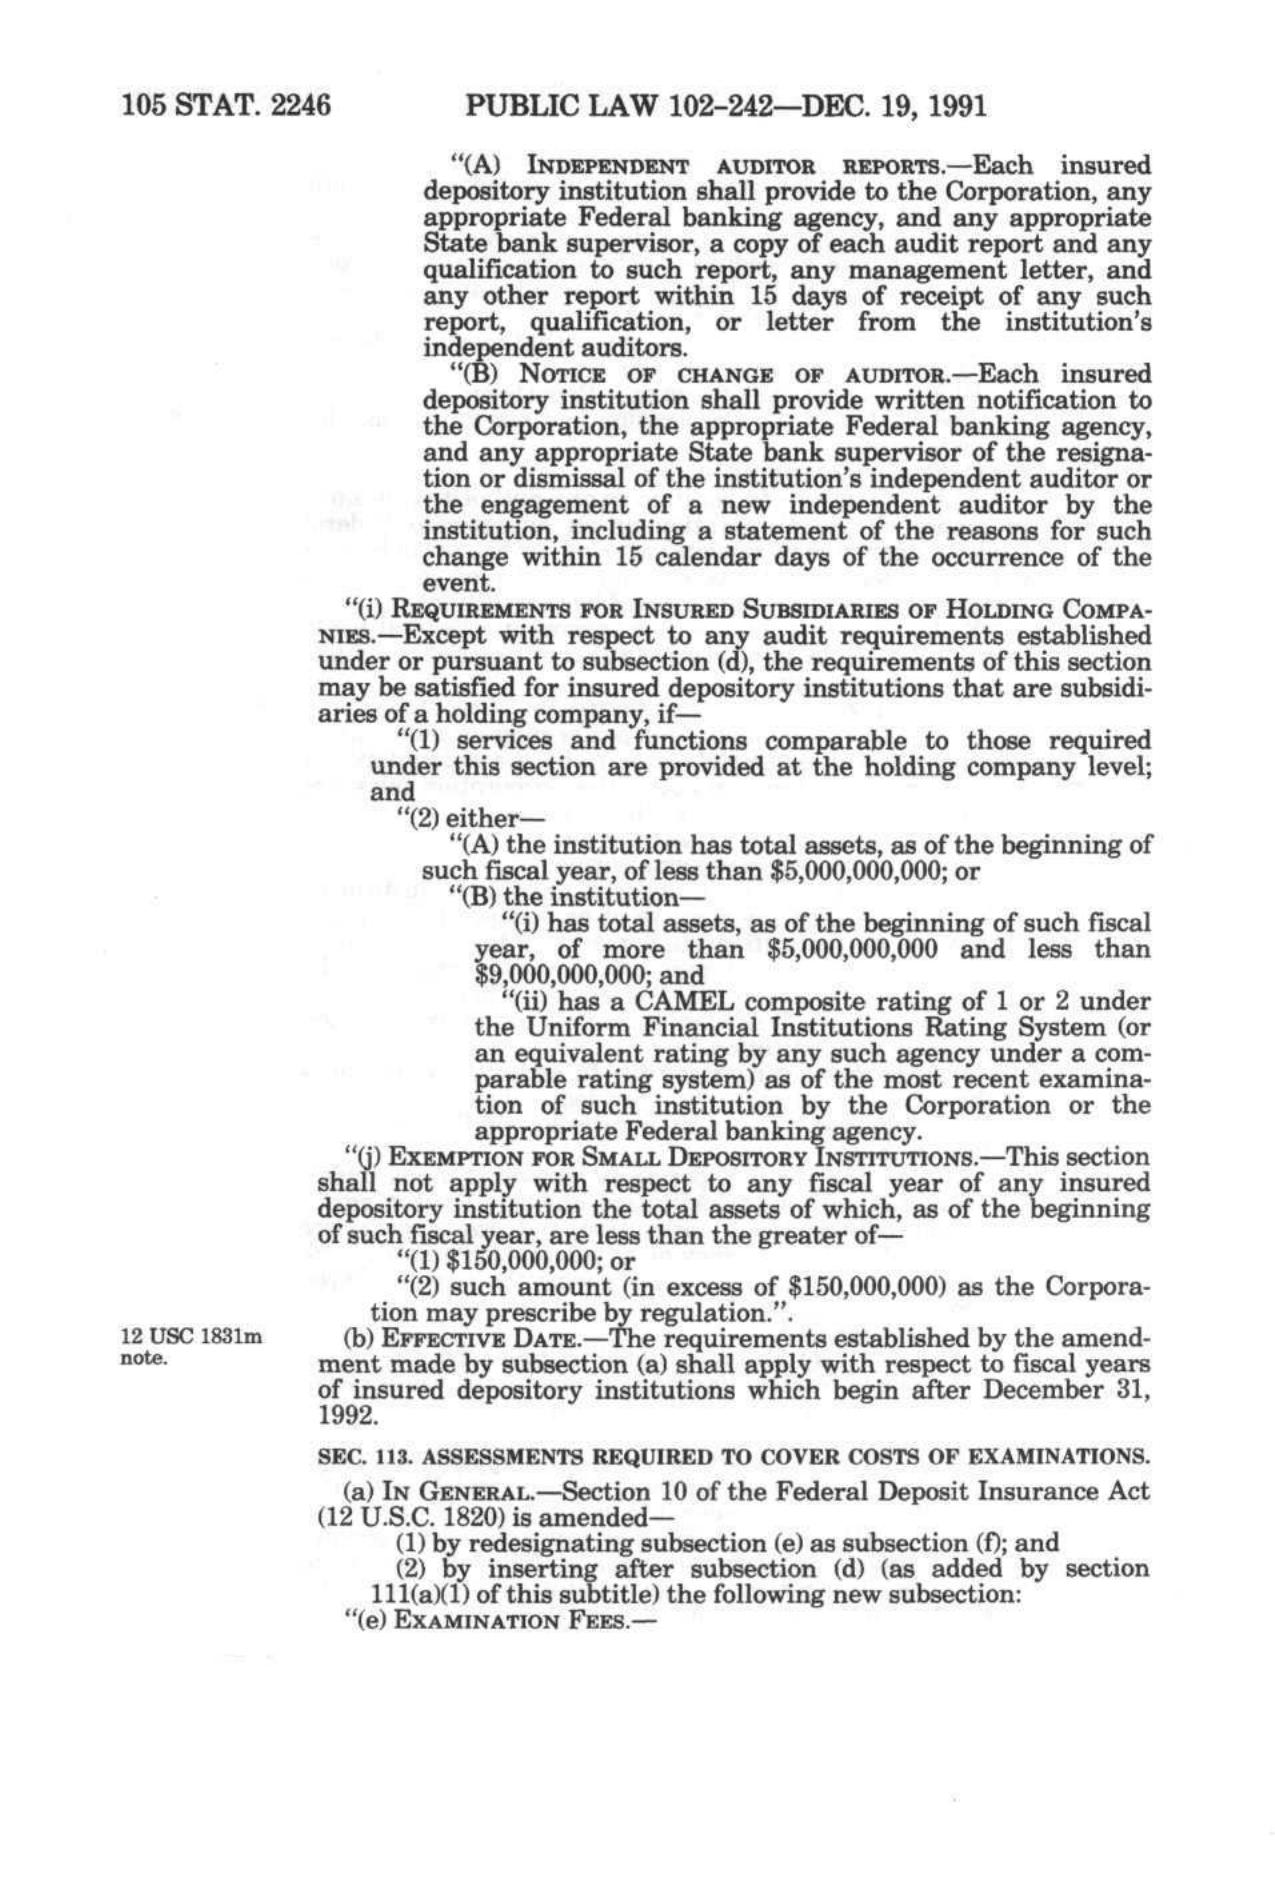 105 STAT. 2246 PUBLIC LAW 102-242—DEC. 19, 1991
"(A) INDEPENDENT AUDITOR REPORTS.—Each insured
depository institution shall provide to the Corporation, any
appropriate Federal banking agency, and any appropriate
State bank supervisor, a copy of each audit report and any
qualification to such report, any management letter, and
any other report within 15 days of receipt of any such
report, qualification, or letter from the institution's
independent auditors.
"(B) NOTICE OF CHANGE OF AUDITOR.—Each insured
depository institution shall provide written notification to
the Corporation, the appropriate Federal banking agency,
and any appropriate State bank supervisor of the resigna-
tion or dismissal of the institution's independent auditor or
the engagement of a new independent auditor by the
institution, including a statement of the reasons for such
change within 15 calendar days of the occurrence of the
event.
"(i) REQUIREMENTS FOR INSURED SUBSIDIARIES OF HOLDING COMPA-
NIES.—Except with respect to any audit requirements established
under or pursuant to subsection (d), the requirements of this section
may be satisfied for insured depository institutions that are subsidi-
aries of a holding company, if—
"(1) services and functions comparable to those required
under this section are provided at the holding company level;
and
"(2) either—
"(A) the institution has total assets, as of the beginning of
such fiscal year, of less than $5,000,000,000; or
"(B) the institution—
"(i) has total assets, as of the beginning of such fiscal
year, of more than $5,000,000,000 and less than
$9,000,000,000; and
"(ii) has a CAMEL composite rating of 1 or 2 under
the Uniform Financial Institutions Rating System (or
an equivalent rating by any such agency under a com-
parable rating system) as of the most recent examina-
tion of such institution by the Corporation or the
appropriate Federal banking agency.
"(j) EXEMPTION FOR SMALL DEPOSITORY INSTITUTIONS.—This section
shall not apply with respect to any fiscal year of any insured
depository institution the total assets of which, as of the beginning
of such fiscal year, are less than the greater of—
"(1) $150,000,000; or
"(2) such amount (in excess of $150,000,000) as the Corpora-
tion may prescribe by regulation.".
12 USC 1831m
note.
(b) EFFECTIVE DATE.—The requirements established by the amend-
ment made by subsection (a) shall apply with respect to fiscal years
of insured depository institutions which begin after December 31,
1992.
SEC. 113. ASSESSMENTS REQUIRED TO COVER COSTS OF EXAMINATIONS.
(a) IN GENERAL.—Section 10 of the Federal Deposit Insurance Act
(12 U.S.C. 1820) is amended—
(1) by redesignating subsection (e) as subsection (f); and
(2) by inserting after subsection (d) (as added by section
111(a)(1) of this subtitle) the following new subsection:
"(e) EXAMINATION FEES.—